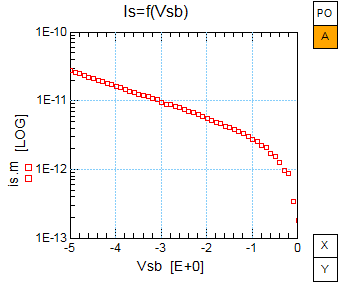 Is=f(Vsb)
PO
A
1E-10
1E-11
1E-12
1E-13
is.m [LOG]
-5
-4
-3
-2
-1
0
Vsb [E+0]
X
Y